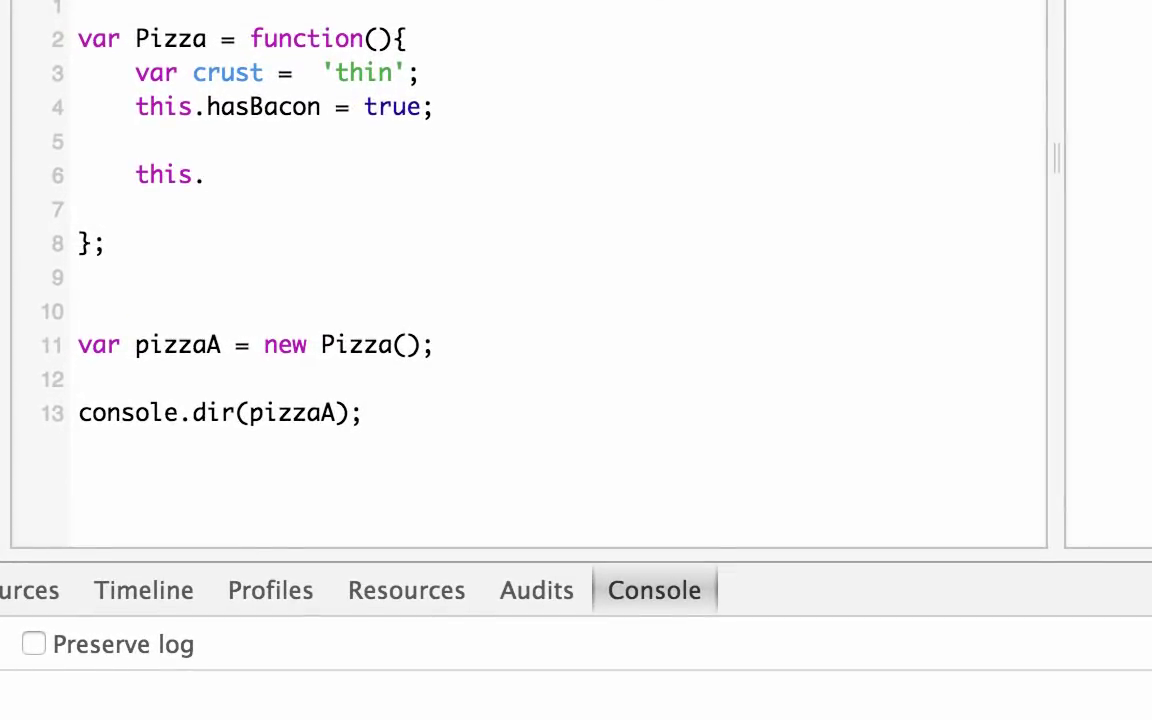 1
2 var Pizza = function(){
3     var crust =  'thin';
4     this.hasBacon = true;
5
6     this.
7
8 };
9
10
11 var pizzaA = new Pizza();
12
13 console.dir(pizzaA);
urces Timeline Profiles Resources Audits Console
Preserve log